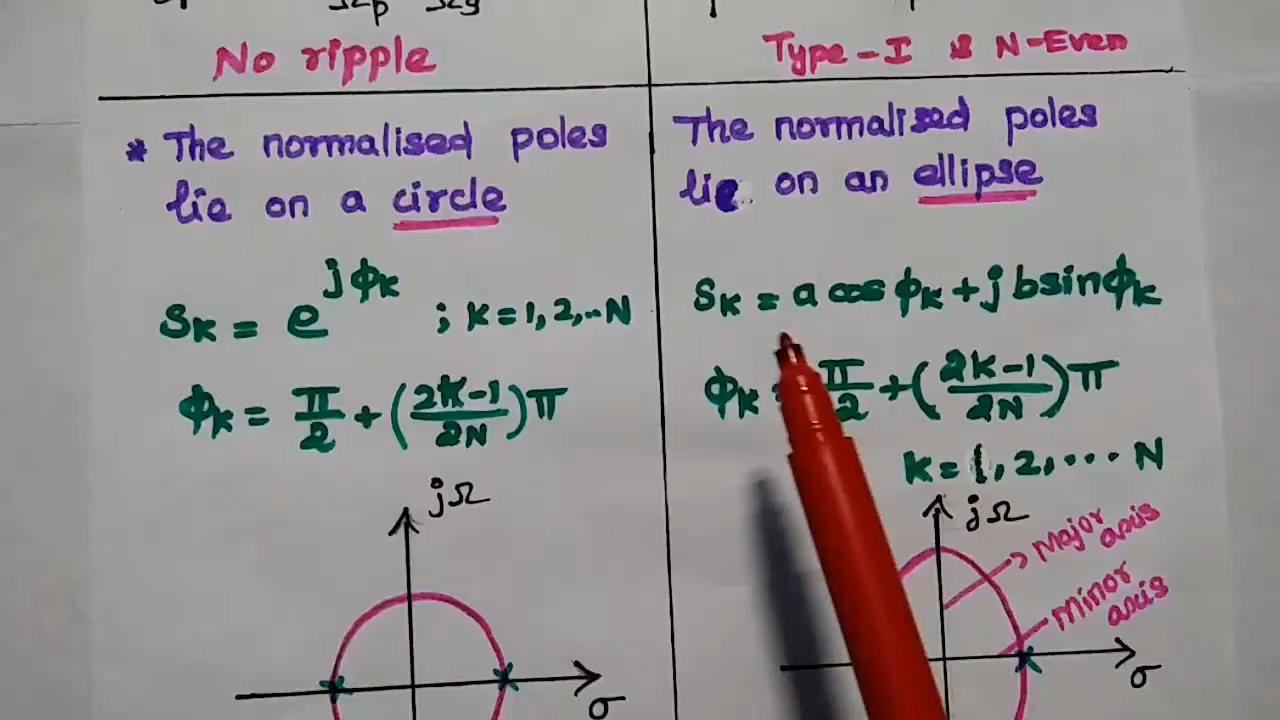 Ωp Ωs
No ripple
Type-I & N-Even
* The normalised poles
lie on a circle
Sk = e^jϕk ; k=1,2,..N
ϕk = π/2 + (2k-1/2N)π
jΩ
σ
The normalised poles
lie on an ellipse
Sk = a cos ϕk + j b sin ϕk
ϕk = π/2 + (2k-1/2N)π
k = 1, 2, ... N
jΩ
Major axis
Minor axis
σ